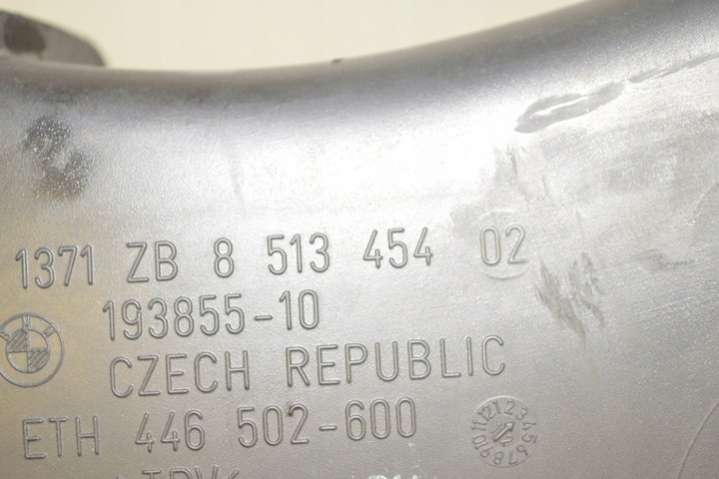 1371 ZB 8 513 454 02
193855-10
CZECH REPUBLIC
ETH 446 502-600